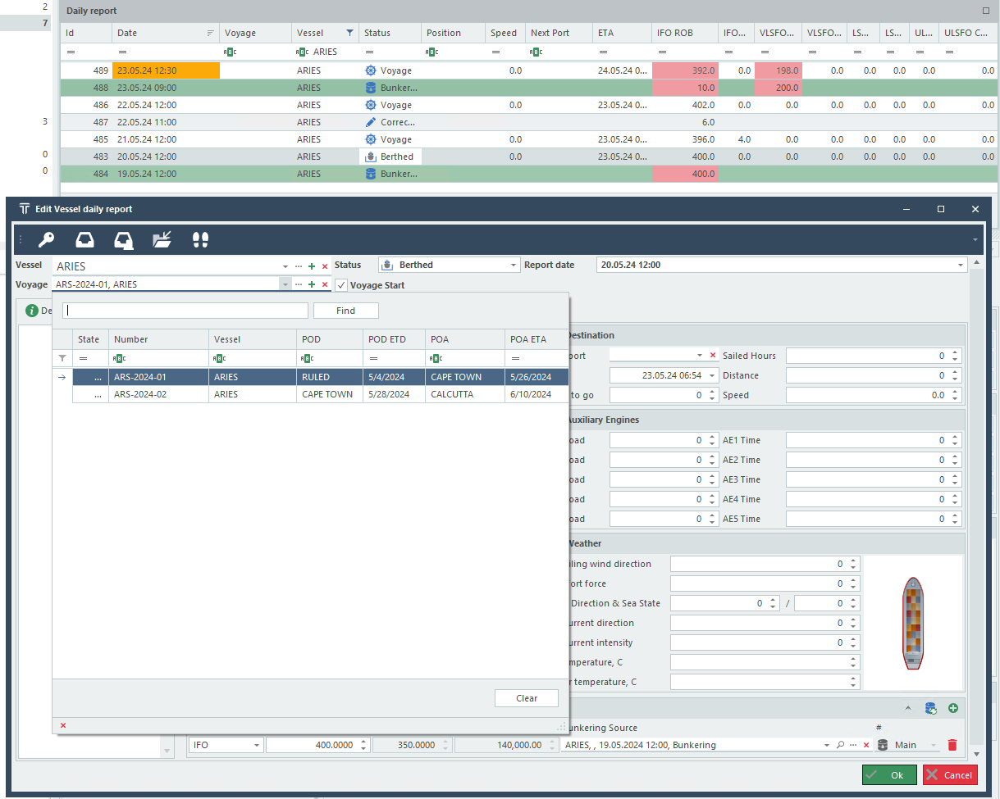 2
7
3
0
0
Daily report
Id Date Voyage Vessel Status Position Speed Next Port ETA IFO ROB IFO... VLSFO... VLSFO... LS... LS... UL... ULSFO C...
= = ABC ABC ARIES = ABC = ABC = = = = = = = = =
489 23.05.24 12:30 ARIES Voyage 0.0 24.05.24 0... 392.0 0.0 198.0 0.0 0.0 0.0 0.0 0.0
488 23.05.24 09:00 ARIES Bunker... 10.0 200.0
486 22.05.24 12:00 ARIES Voyage 0.0 23.05.24 0... 402.0 0.0 0.0 0.0 0.0 0.0 0.0 0.0
487 22.05.24 11:00 ARIES Correc... 6.0
485 21.05.24 12:00 ARIES Voyage 0.0 23.05.24 0... 396.0 4.0 0.0 0.0 0.0 0.0 0.0 0.0
483 20.05.24 12:00 ARIES Berthed 0.0 23.05.24 0... 400.0 0.0 0.0 0.0 0.0 0.0 0.0 0.0
484 19.05.24 12:00 ARIES Bunker... 400.0
Edit Vessel daily report
Vessel ARIES Status Berthed Report date 20.05.24 12:00
Voyage ARS-2024-01, ARIES Voyage Start
De
Find
State Number Vessel POD POD ETD POA POA ETA
= ABC ABC ABC = ABC =
... ARS-2024-01 ARIES RULED 5/4/2024 CAPE TOWN 5/26/2024
... ARS-2024-02 ARIES CAPE TOWN 5/28/2024 CALCUTTA 6/10/2024
Clear
Destination
port Sailed Hours 0
23.05.24 06:54 Distance 0
to go 0 Speed 0.0
Auxiliary Engines
oad 0 AE1 Time 0
oad 0 AE2 Time 0
oad 0 AE3 Time 0
oad 0 AE4 Time 0
oad 0 AE5 Time 0
Weather
iling wind direction 0
ort force 0
Direction & Sea State 0 / 0
urrent direction 0
urrent intensity 0
mperature, C
r temperature, C
unkering Source #
IFO 400.0000 350.0000 140,000.00 ARIES, , 19.05.2024 12:00, Bunkering Main
Ok Cancel